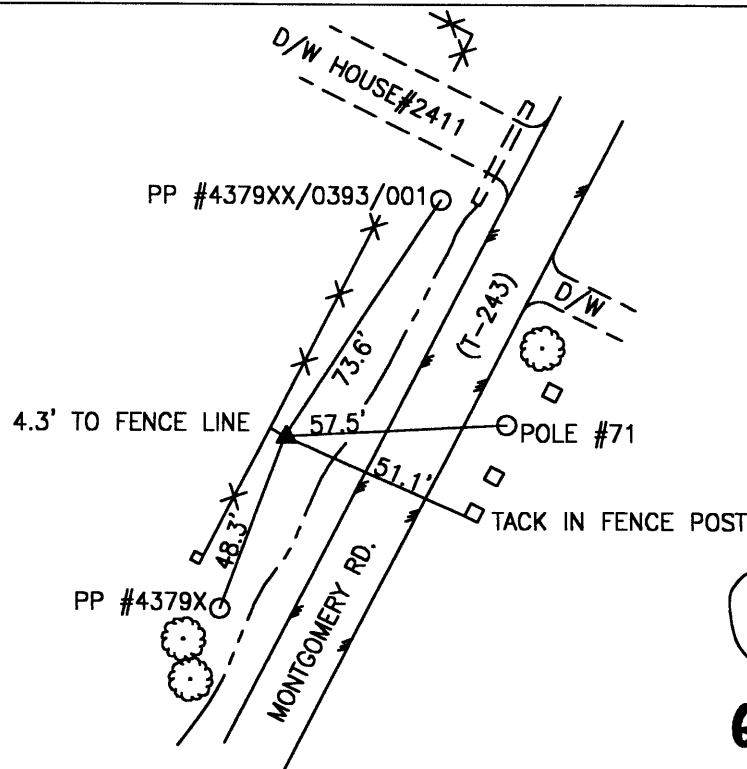 D/W HOUSE#2411
PP #4379XX/0393/001
(T-243)
D/W
73.6'
4.3' TO FENCE LINE
57.5'
POLE #71
51.1'
TACK IN FENCE POST
48.3'
PP #4379X
MONTGOMERY RD.